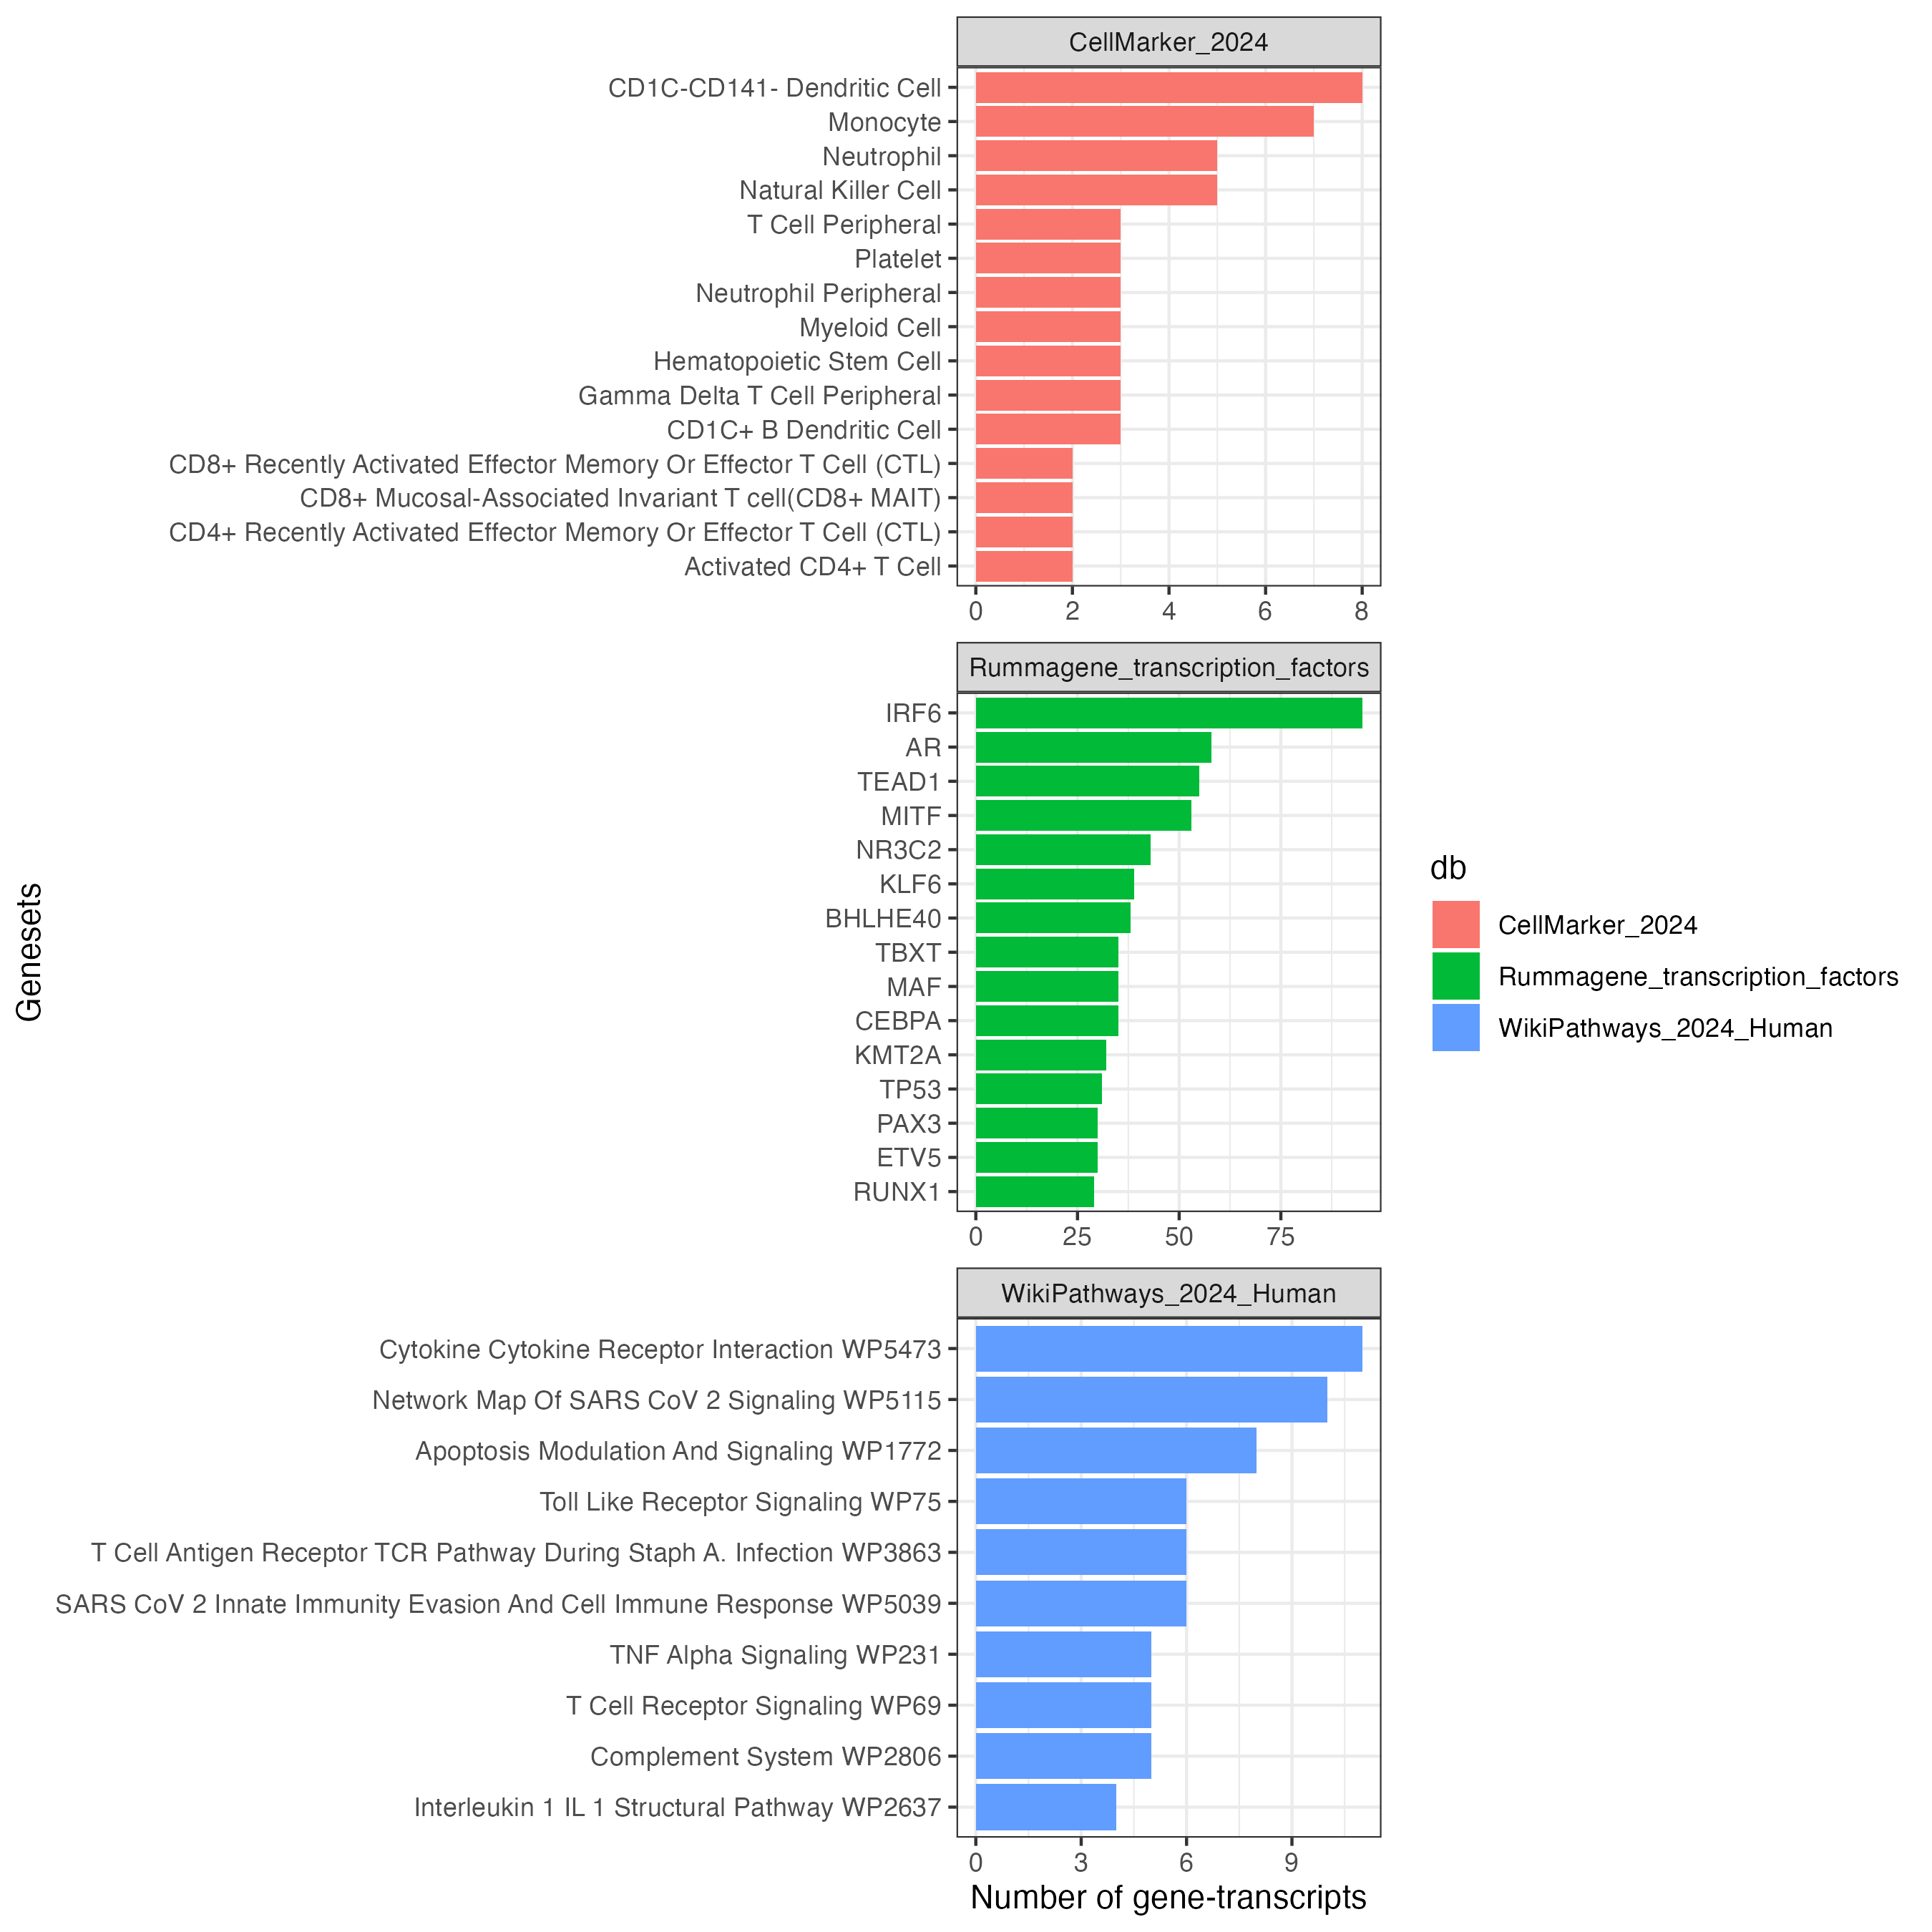 CellMarker_2024
CD1C-CD141- Dendritic Cell
Monocyte
Neutrophil
Natural Killer Cell
T Cell Peripheral
Platelet
Neutrophil Peripheral
Myeloid Cell
Hematopoietic Stem Cell
Gamma Delta T Cell Peripheral
CD1C+ B Dendritic Cell
CD8+ Recently Activated Effector Memory Or Effector T Cell (CTL)
CD8+ Mucosal-Associated Invariant T cell(CD8+ MAIT)
CD4+ Recently Activated Effector Memory Or Effector T Cell (CTL)
Activated CD4+ T Cell
0 2 4 6 8
Rummagene_transcription_factors
IRF6
AR
TEAD1
MITF
NR3C2
KLF6
BHLHE40
TBXT
MAF
CEBPA
KMT2A
TP53
PAX3
ETV5
RUNX1
0 25 50 75
WikiPathways_2024_Human
Cytokine Cytokine Receptor Interaction WP5473
Network Map Of SARS CoV 2 Signaling WP5115
Apoptosis Modulation And Signaling WP1772
Toll Like Receptor Signaling WP75
T Cell Antigen Receptor TCR Pathway During Staph A. Infection WP3863
SARS CoV 2 Innate Immunity Evasion And Cell Immune Response WP5039
TNF Alpha Signaling WP231
T Cell Receptor Signaling WP69
Complement System WP2806
Interleukin 1 IL 1 Structural Pathway WP2637
0 3 6 9
Number of gene-transcripts
Genesets
db
CellMarker_2024
Rummagene_transcription_factors
WikiPathways_2024_Human